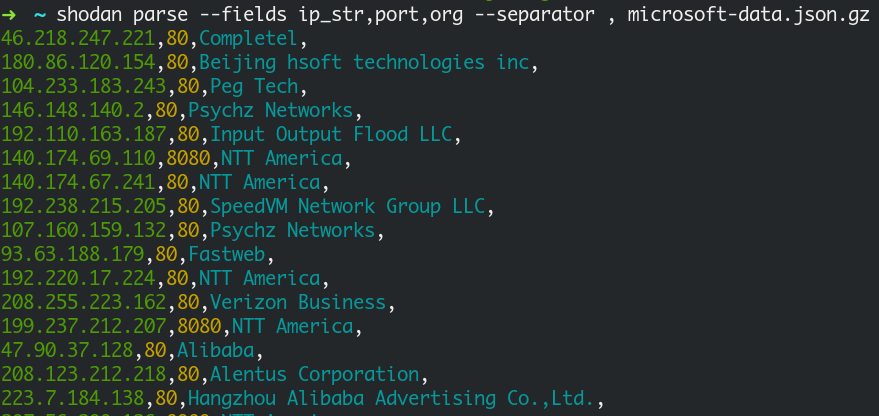 ➜ ~ shodan parse --fields ip_str,port,org --separator , microsoft-data.json.gz
46.218.247.221,80,Completel,
180.86.120.154,80,Beijing hsoft technologies inc,
104.233.183.243,80,Peg Tech,
146.148.140.2,80,Psychz Networks,
192.110.163.187,80,Input Output Flood LLC,
140.174.69.110,8080,NTT America,
140.174.67.241,80,NTT America,
192.238.215.205,80,SpeedVM Network Group LLC,
107.160.159.132,80,Psychz Networks,
93.63.188.179,80,Fastweb,
192.220.17.224,80,NTT America,
208.255.223.162,80,Verizon Business,
199.237.212.207,8080,NTT America,
47.90.37.128,80,Alibaba,
208.123.212.218,80,Alentus Corporation,
223.7.184.138,80,Hangzhou Alibaba Advertising Co.,Ltd.,